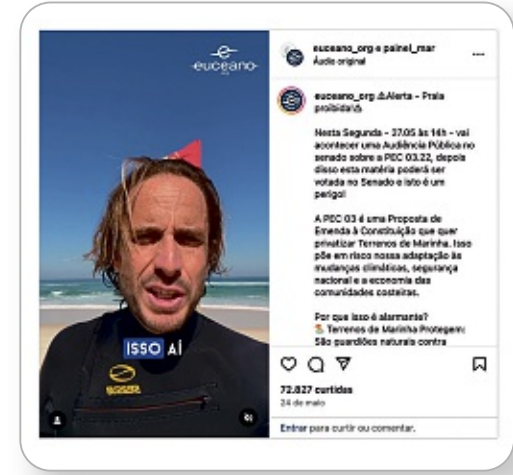 euceano
euceano_org e painel_mar
Áudio original
euceano_org ⚠Alerta - Praia
proibida!⚠
Nesta Segunda - 27.05 às 14h - vai
acontecer uma Audiência Pública no
senado sobre a PEC 03.22, depois
disso esta matéria poderá ser
votada no Senado e isto é um
perigo!
A PEC 03 é uma Proposta de
Emenda à Constituição que quer
privatizar Terrenos de Marinha. Isso
põe em risco nossa adaptação às
mudanças climáticas, segurança
nacional e a economia das
comunidades costeiras.
Por que isso é alarmante?
Terrenos de Marinha Protegem:
São guardiões naturais contra
ISSO AÍ
72.827 curtidas
24 de maio
Entrar para curtir ou comentar.